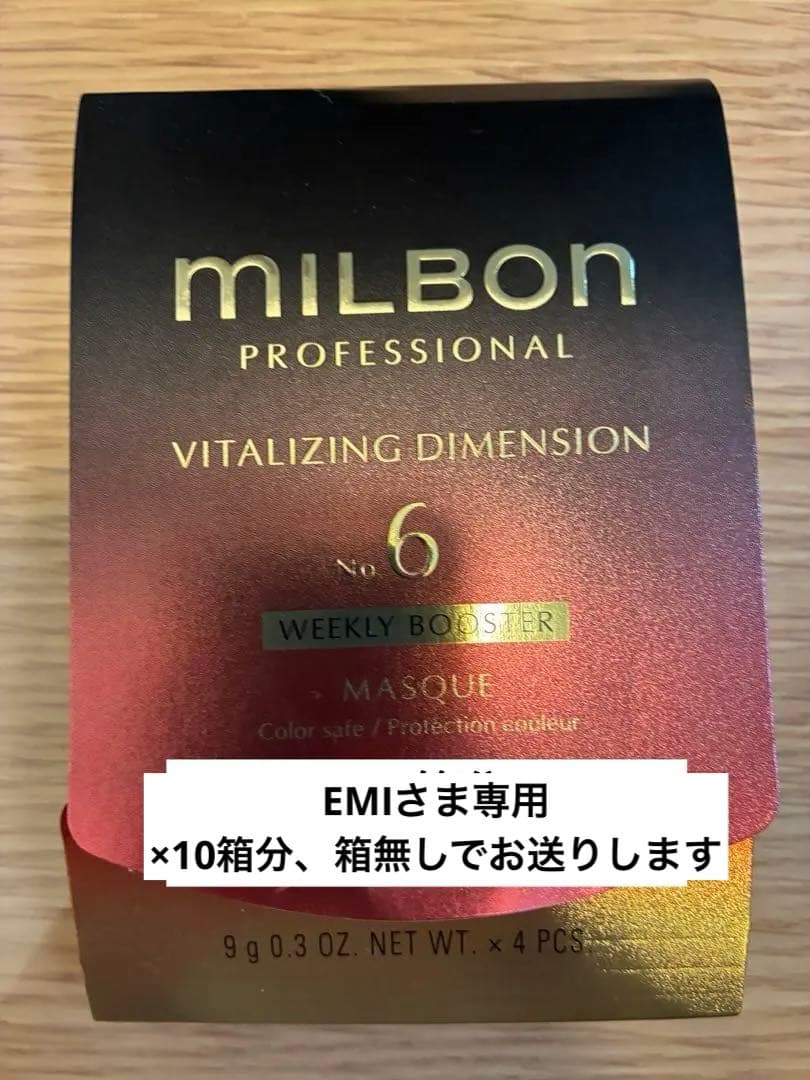 MILBON
PROFESSIONAL
VITALIZING DIMENSION
No. 6
WEEKLY BOOSTER
MASQUE
Color safe / Protection couleur
EMIさま専用
×10箱分、箱無しでお送りします
9 g 0.3 OZ. NET WT. × 4 PCS.